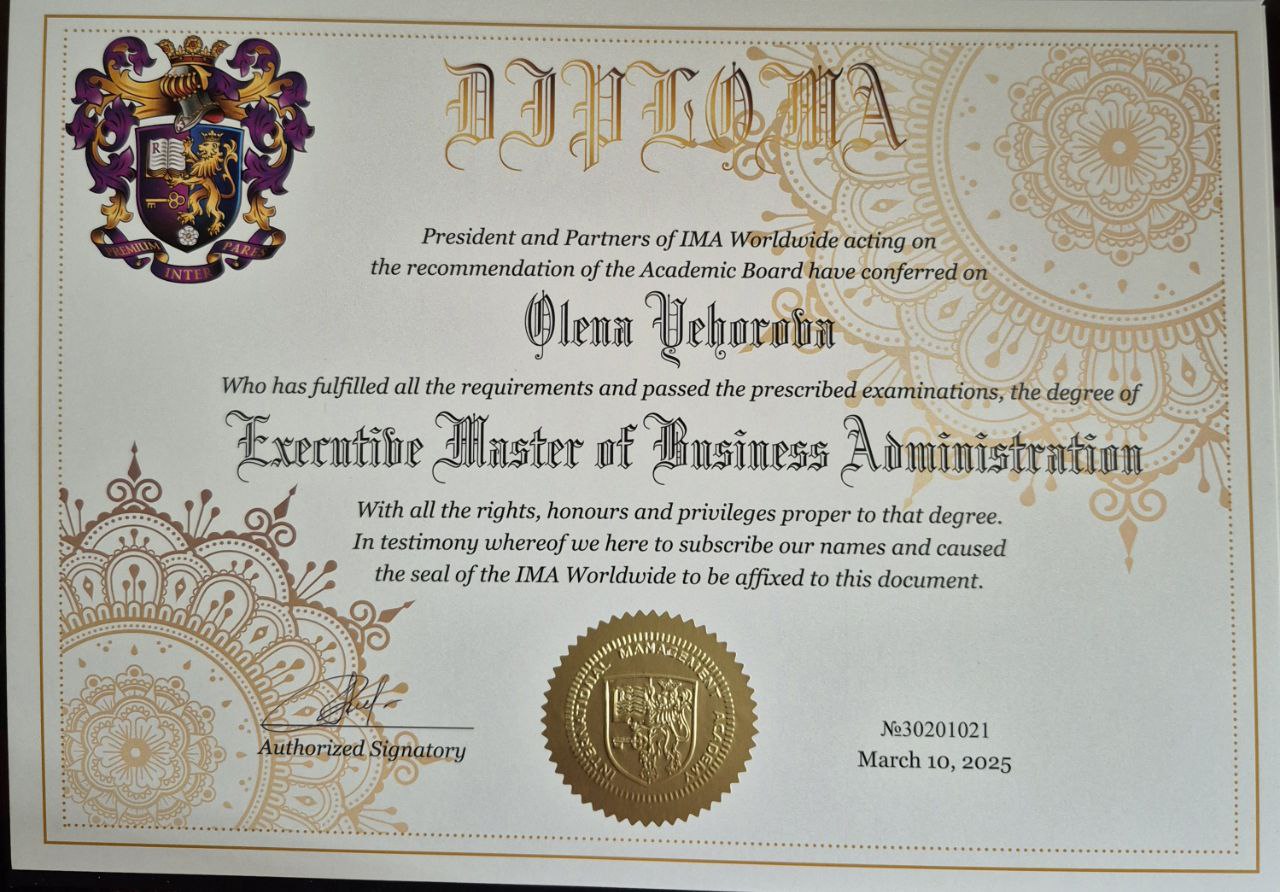 DIPLOMA
R
PREMIUM INTER PARES
President and Partners of IMA Worldwide acting on
the recommendation of the Academic Board have conferred on
Olena Yehorova
Who has fulfilled all the requirements and passed the prescribed examinations, the degree of
Executive Master of Business Administration
With all the rights, honours and privileges proper to that degree.
In testimony whereof we here to subscribe our names and caused
the seal of the IMA Worldwide to be affixed to this document.
INTERNATIONAL MANAGEMENT ACADEMY
Authorized Signatory
№30201021
March 10, 2025